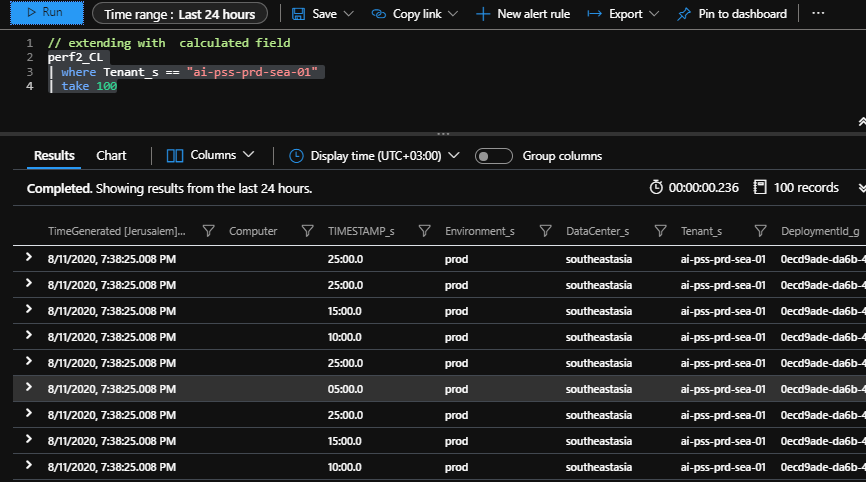 Run Time range : Last 24 hours Save Copy link New alert rule Export Pin to dashboard ...
1 // extending with  calculated field
2 perf2_CL
3 | where Tenant_s == "ai-pss-prd-sea-01"
4 | take 100
Results Chart Columns Display time (UTC+03:00) Group columns
Completed. Showing results from the last 24 hours. 00:00:00.236 100 records
TimeGenerated [Jerusalem]... Computer TIMESTAMP_s Environment_s DataCenter_s Tenant_s DeploymentId_g
8/11/2020, 7:38:25.008 PM 25:00.0 prod southeastasia ai-pss-prd-sea-01 0ecd9ade-da6b-4
8/11/2020, 7:38:25.008 PM 25:00.0 prod southeastasia ai-pss-prd-sea-01 0ecd9ade-da6b-4
8/11/2020, 7:38:25.008 PM 15:00.0 prod southeastasia ai-pss-prd-sea-01 0ecd9ade-da6b-4
8/11/2020, 7:38:25.008 PM 10:00.0 prod southeastasia ai-pss-prd-sea-01 0ecd9ade-da6b-4
8/11/2020, 7:38:25.008 PM 25:00.0 prod southeastasia ai-pss-prd-sea-01 0ecd9ade-da6b-4
8/11/2020, 7:38:25.008 PM 05:00.0 prod southeastasia ai-pss-prd-sea-01 0ecd9ade-da6b-4
8/11/2020, 7:38:25.008 PM 25:00.0 prod southeastasia ai-pss-prd-sea-01 0ecd9ade-da6b-4
8/11/2020, 7:38:25.008 PM 15:00.0 prod southeastasia ai-pss-prd-sea-01 0ecd9ade-da6b-4
8/11/2020, 7:38:25.008 PM 10:00.0 prod southeastasia ai-pss-prd-sea-01 0ecd9ade-da6b-4